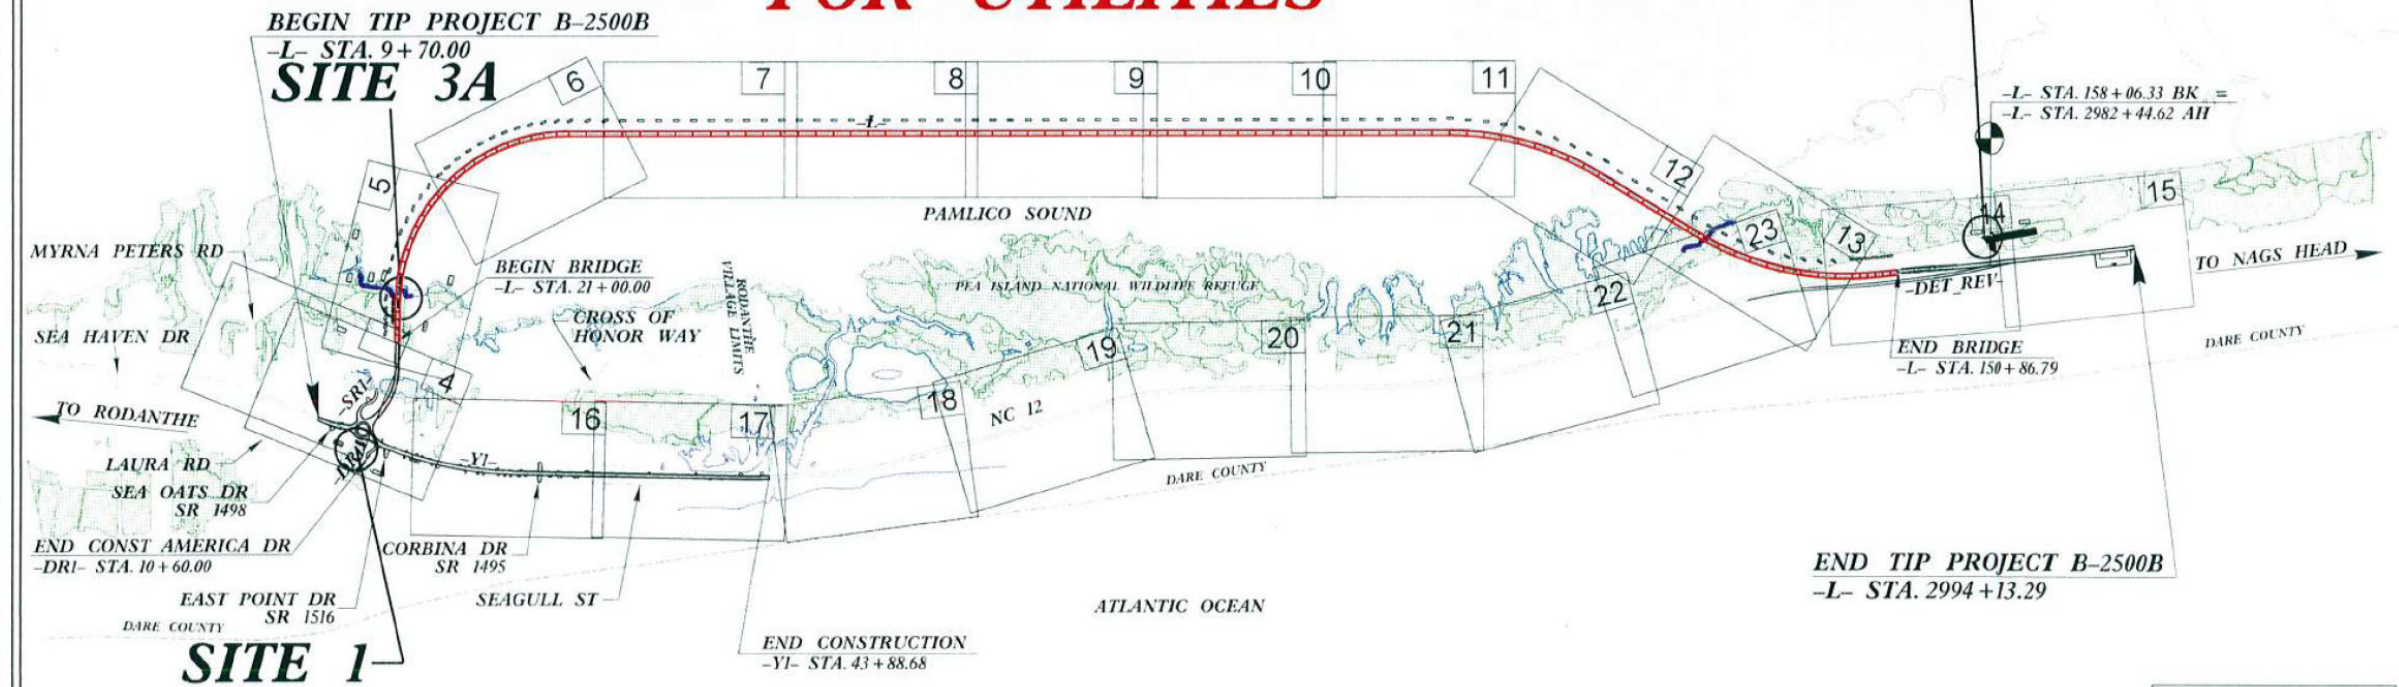 FOR UTILITIES
BEGIN TIP PROJECT B-2500B
-L- STA. 9+70.00
SITE 3A
6
7
8
9
10
11
-L-
-L- STA. 158+06.33 BK =
-L- STA. 2982+44.62 AH
5
12
15
14
PAMLICO SOUND
23
13
MYRNA PETERS RD
BEGIN BRIDGE
-L- STA. 21+00.00
RODANTHE
VILLAGE LIMITS
PEA ISLAND NATIONAL WILDLIFE REFUGE
TO NAGS HEAD
-DET_REV-
22
SEA HAVEN DR
CROSS OF
HONOR WAY
19
20
21
END BRIDGE
-L- STA. 150+86.79
DARE COUNTY
4
-SR1-
TO RODANTHE
16
17
18
NC 12
-DR1-
-Y1-
LAURA RD
SEA OATS DR
SR 1498
DARE COUNTY
END CONST AMERICA DR
-DR1- STA. 10+60.00
CORBINA DR
SR 1495
END TIP PROJECT B-2500B
-L- STA. 2994+13.29
EAST POINT DR
SR 1516
SEAGULL ST
ATLANTIC OCEAN
DARE COUNTY
SITE 1
END CONSTRUCTION
-Y1- STA. 43+88.68